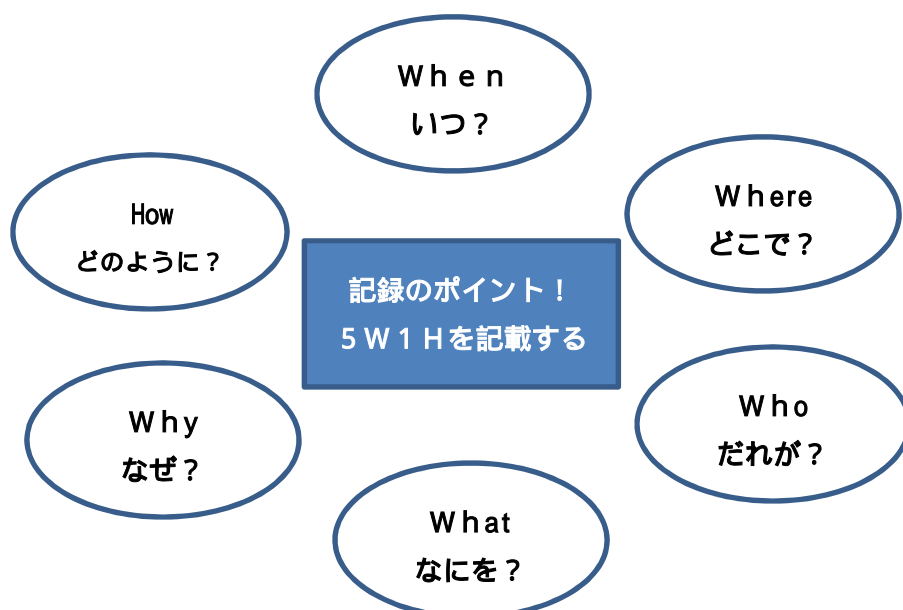 When
いつ？
Where
どこで？
How
どのように？
記録のポイント！
５Ｗ１Ｈを記載する
Who
だれが？
Why
なぜ？
What
なにを？